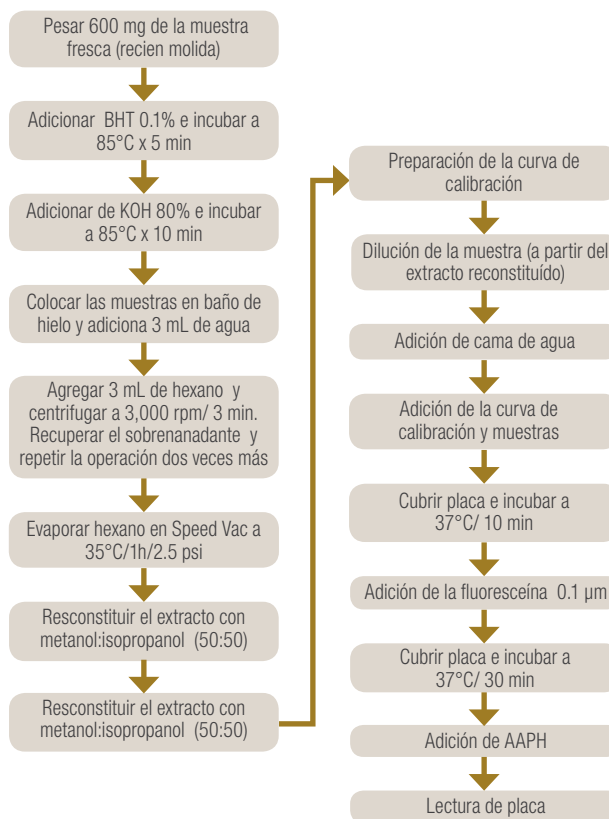 Pesar 600 mg de la muestra
fresca (recien molida)
Adicionar BHT 0.1% e incubar a
85°C x 5 min
Adicionar de KOH 80% e incubar
a 85°C x 10 min
Colocar las muestras en baño de
hielo y adiciona 3 mL de agua
Agregar 3 mL de hexano y
centrifugar a 3,000 rpm/ 3 min.
Recuperar el sobrenanadante y
repetir la operación dos veces más
Evaporar hexano en Speed Vac a
35°C/1h/2.5 psi
Resconstituir el extracto con
metanol:isopropanol (50:50)
Resconstituir el extracto con
metanol:isopropanol (50:50)
Preparación de la curva de
calibración
Dilución de la muestra (a partir del
extracto reconstituído)
Adición de cama de agua
Adición de la curva de
calibración y muestras
Cubrir placa e incubar a
37°C/ 10 min
Adición de la fluoresceína 0.1 µm
Cubrir placa e incubar a
37°C/ 30 min
Adición de AAPH
Lectura de placa